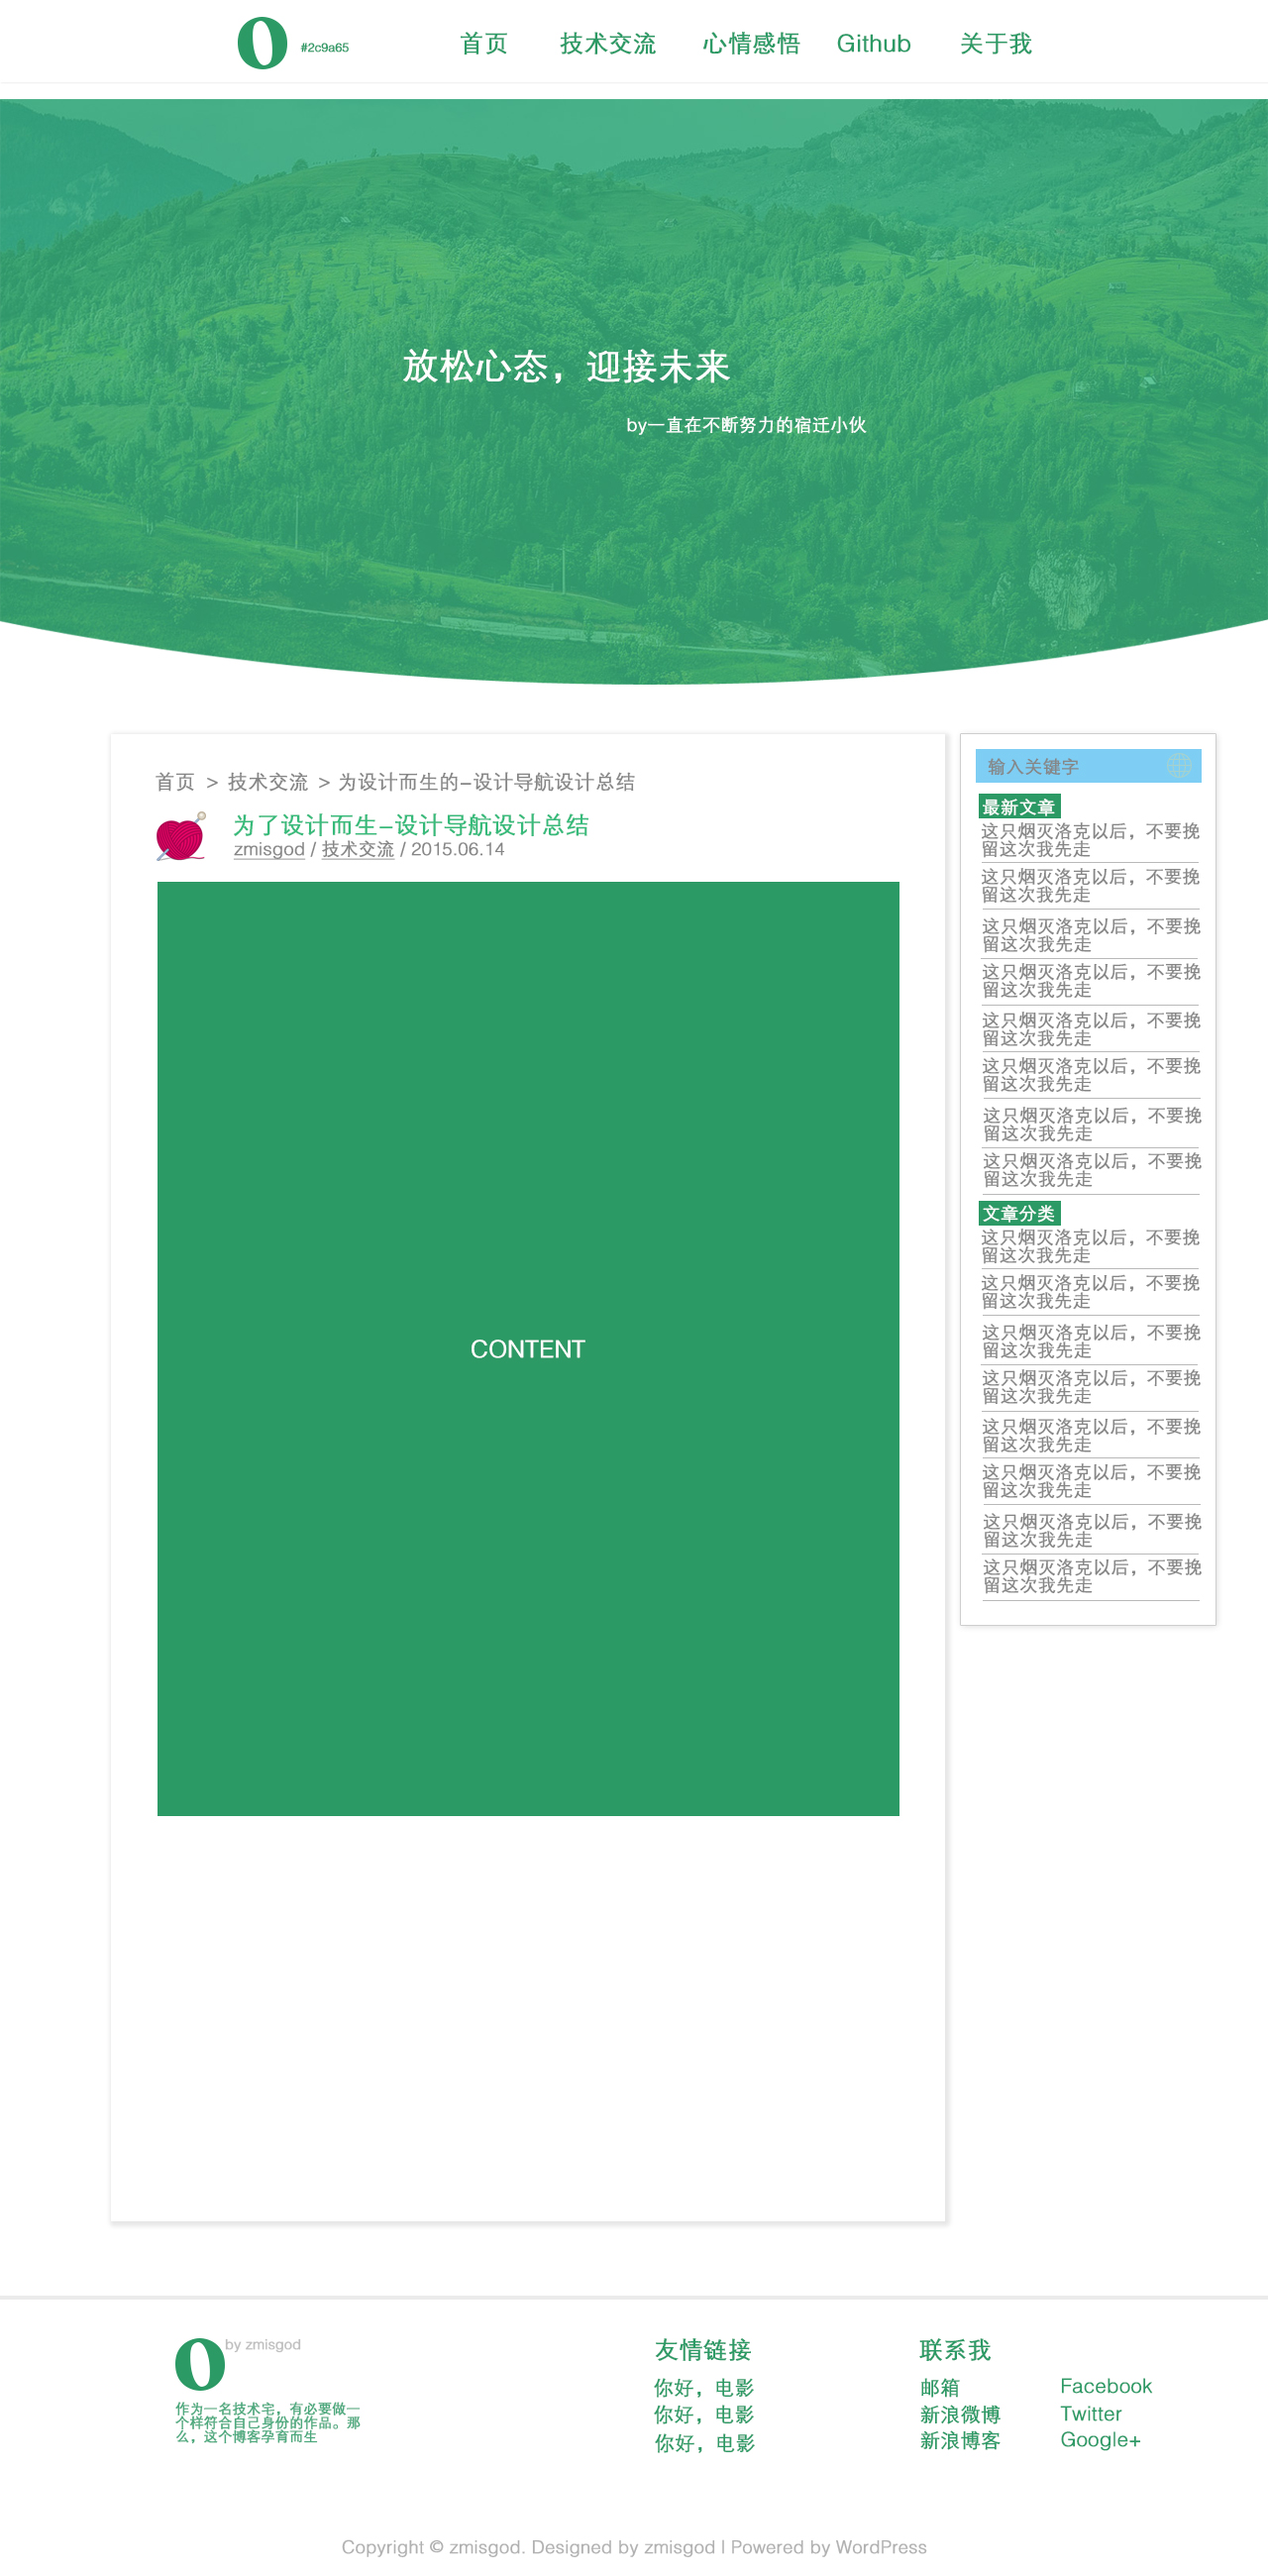 O #2c9a65 首页 技术交流 心情感悟 Github 关于我
放松心态，迎接未来
by一直在不断努力的宿迁小伙
首页 > 技术交流 > 为设计而生的-设计导航设计总结
为了设计而生-设计导航设计总结
zmisgod / 技术交流 / 2015.06.14
CONTENT
输入关键字
最新文章
这只烟灭洛克以后，不要挽
留这次我先走
这只烟灭洛克以后，不要挽
留这次我先走
这只烟灭洛克以后，不要挽
留这次我先走
这只烟灭洛克以后，不要挽
留这次我先走
这只烟灭洛克以后，不要挽
留这次我先走
这只烟灭洛克以后，不要挽
留这次我先走
这只烟灭洛克以后，不要挽
留这次我先走
这只烟灭洛克以后，不要挽
留这次我先走
文章分类
这只烟灭洛克以后，不要挽
留这次我先走
这只烟灭洛克以后，不要挽
留这次我先走
这只烟灭洛克以后，不要挽
留这次我先走
这只烟灭洛克以后，不要挽
留这次我先走
这只烟灭洛克以后，不要挽
留这次我先走
这只烟灭洛克以后，不要挽
留这次我先走
这只烟灭洛克以后，不要挽
留这次我先走
这只烟灭洛克以后，不要挽
留这次我先走
O by zmisgod
作为一名技术宅，有必要做一
个样符合自己身份的作品。那
么，这个博客孕育而生
友情链接
你好，电影
你好，电影
你好，电影
联系我
邮箱 Facebook
新浪微博 Twitter
新浪博客 Google+
Copyright © zmisgod. Designed by zmisgod | Powered by WordPress